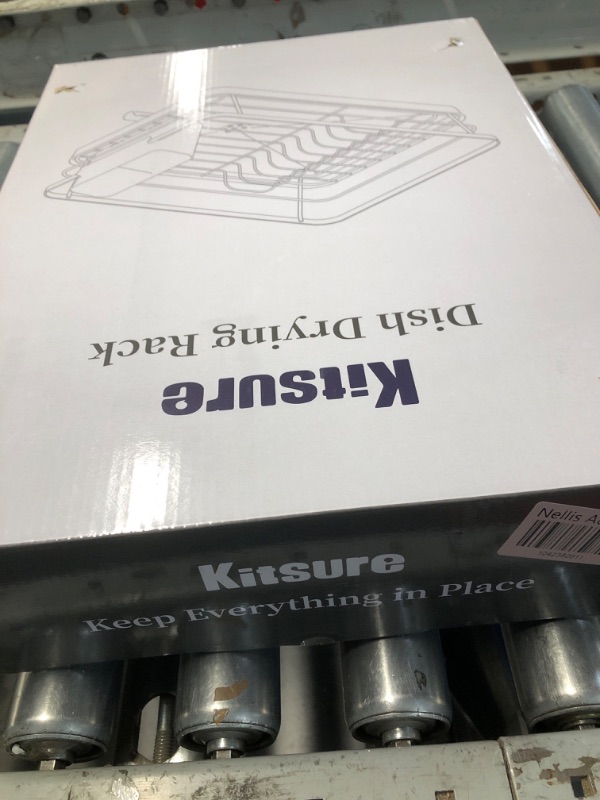 Kitsure
Dish Drying Rack
Kitsure
Keep Everything in Place
Nellis